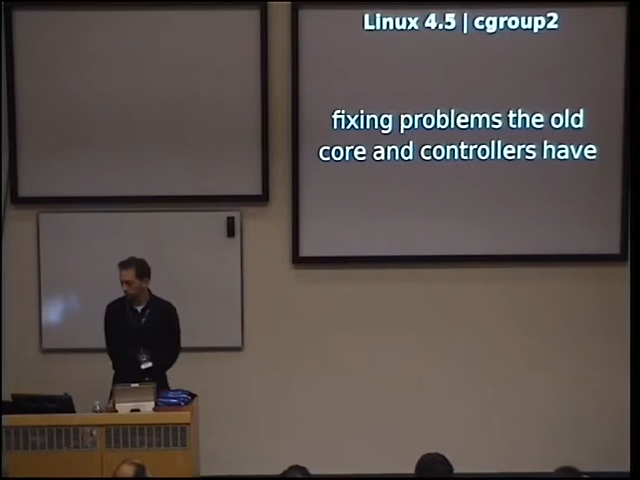 Linux 4.5 | cgroup2
fixing problems the old
core and controllers have